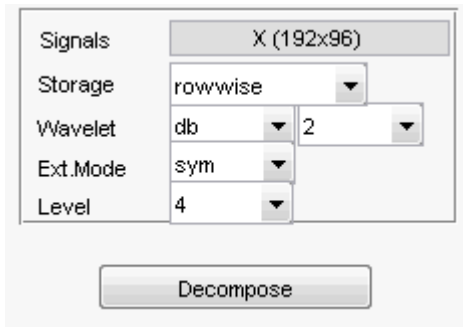 Signals X (192x96)
Storage rowwise
Wavelet db 2
Ext.Mode sym
Level 4
Decompose